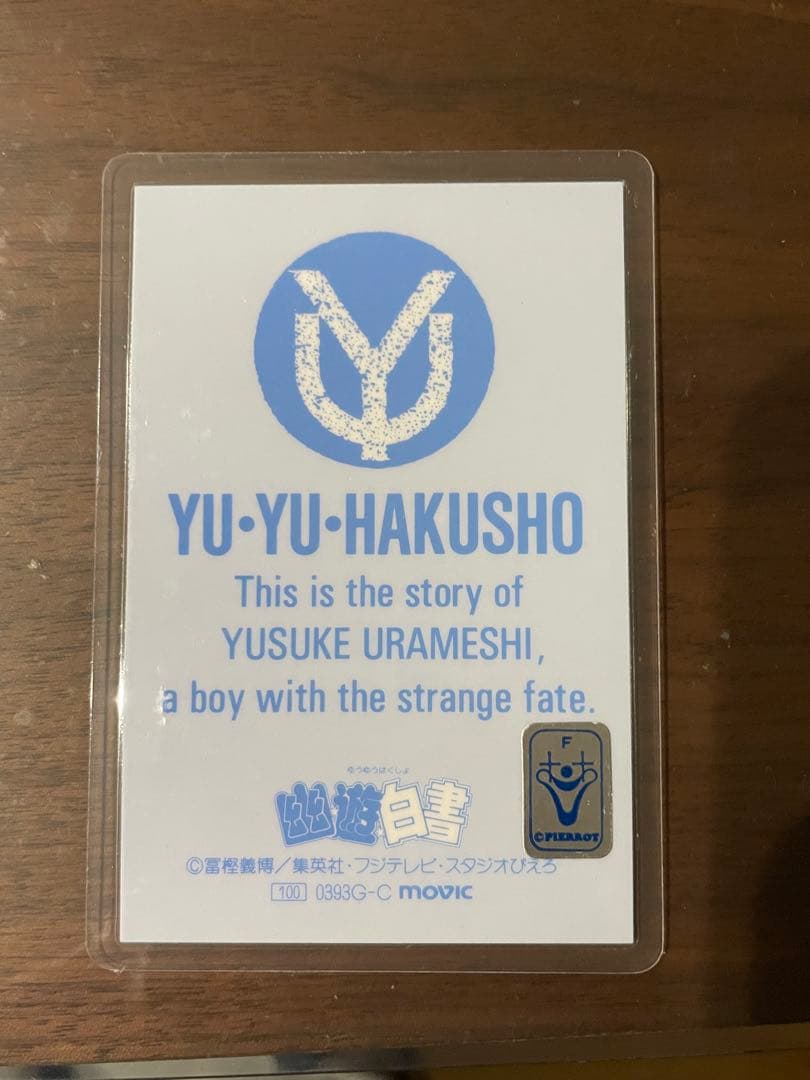 YU
YU•YU•HAKUSHO
This is the story of
YUSUKE URAMESHI,
a boy with the strange fate.
ゆうゆうはくしょ
幽遊白書
©冨樫義博／集英社・フジテレビ・スタジオぴえろ
100 0393G-C movic
F
©PIERROT